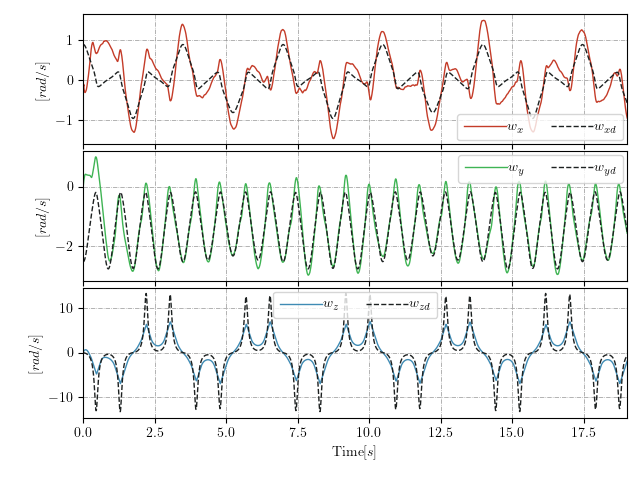 1
0
−1
[rad/s]
w_x w_xd
0
−2
[rad/s]
w_y w_yd
10
0
−10
[rad/s]
w_z w_zd
0.0 2.5 5.0 7.5 10.0 12.5 15.0 17.5
Time[s]